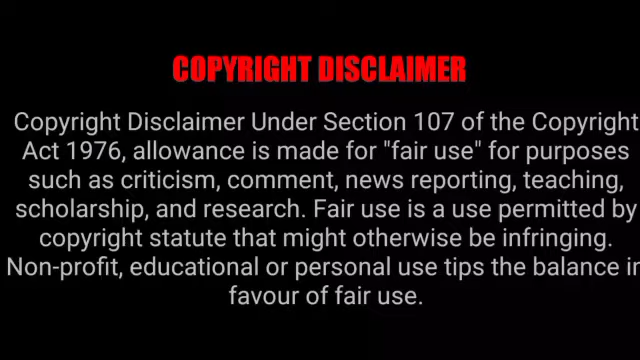 COPYRIGHT DISCLAIMER
Copyright Disclaimer Under Section 107 of the Copyright
Act 1976, allowance is made for "fair use" for purposes
such as criticism, comment, news reporting, teaching,
scholarship, and research. Fair use is a use permitted by
copyright statute that might otherwise be infringing.
Non-profit, educational or personal use tips the balance in
favour of fair use.